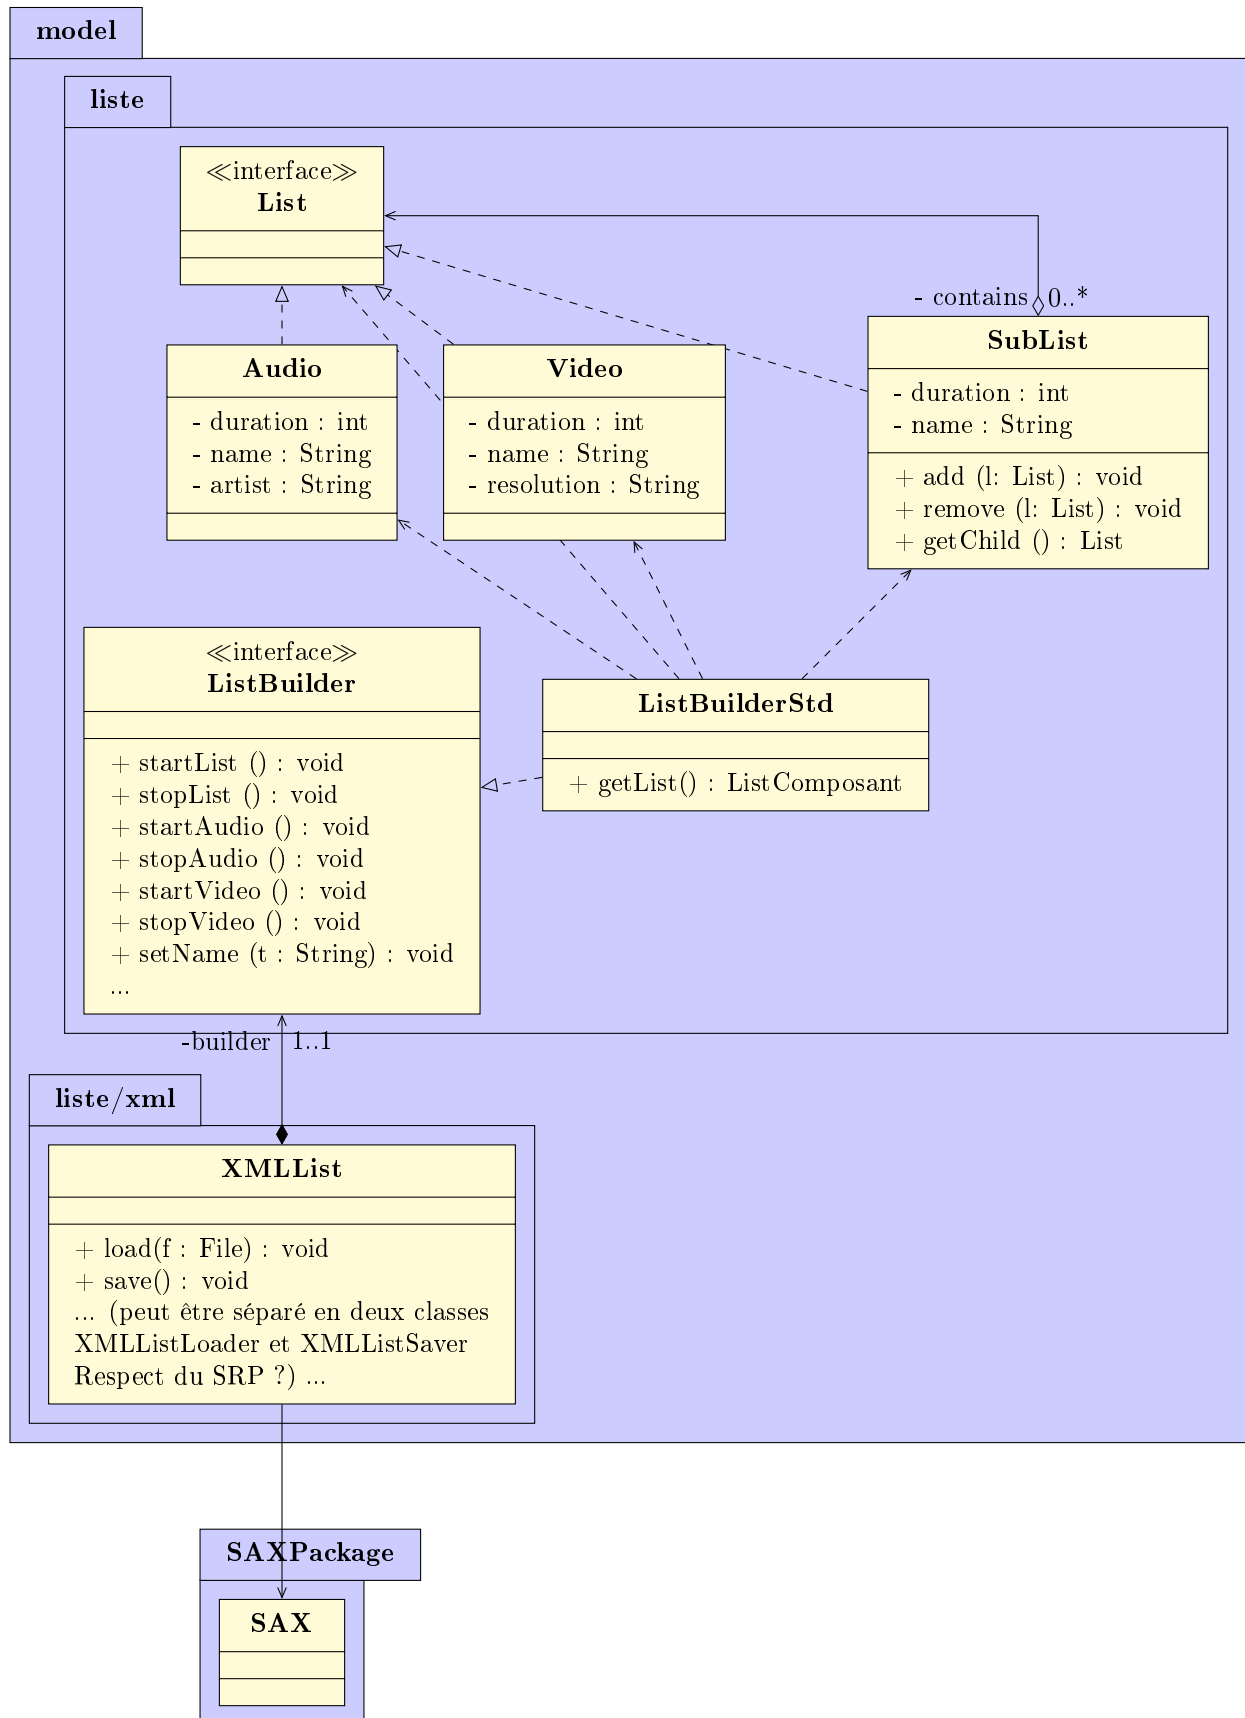 model
liste
≪interface≫
List
- contains
0..*
SubList
- duration : int
- name : String
+ add (l: List) : void
+ remove (l: List) : void
+ getChild () : List
Audio
- duration : int
- name : String
- artist : String
Video
- duration : int
- name : String
- resolution : String
≪interface≫
ListBuilder
+ startList () : void
+ stopList () : void
+ startAudio () : void
+ stopAudio () : void
+ startVideo () : void
+ stopVideo () : void
+ setName (t : String) : void
...
ListBuilderStd
+ getList() : ListComposant
-builder
1..1
liste/xml
XMLList
+ load(f : File) : void
+ save() : void
... (peut être séparé en deux classes
XMLListLoader et XMLListSaver
Respect du SRP ?) ...
SAXPackage
SAX